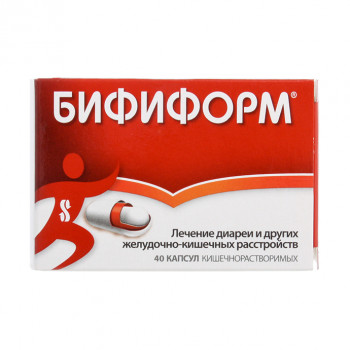 БИФИФОРМ®
Лечение диареи и других
желудочно-кишечных расстройств
40 КАПСУЛ КИШЕЧНОРАСТВОРИМЫХ